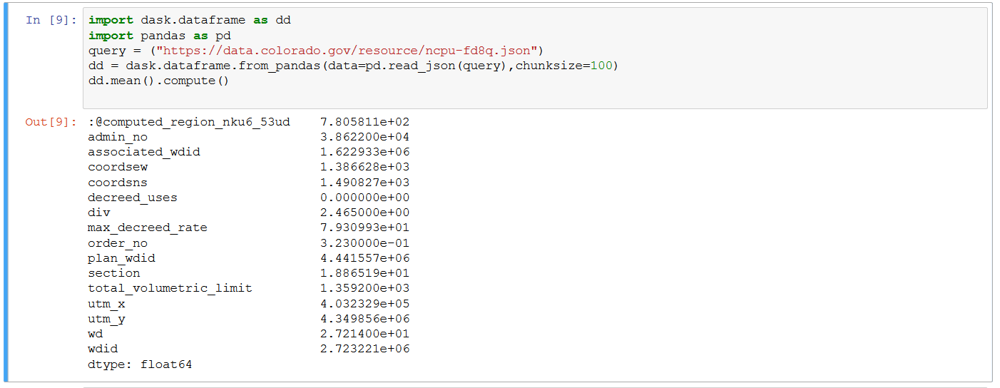 In [9]: import dask.dataframe as dd
import pandas as pd
query = ("https://data.colorado.gov/resource/ncpu-fd8q.json")
dd = dask.dataframe.from_pandas(data=pd.read_json(query),chunksize=100)
dd.mean().compute()
Out[9]: :@computed_region_nku6_53ud 7.805811e+02
admin_no 3.862200e+04
associated_wdid 1.622933e+06
coordsew 1.386628e+03
coordsns 1.490827e+03
decreed_uses 0.000000e+00
div 2.465000e+00
max_decreed_rate 7.930993e+01
order_no 3.230000e-01
plan_wdid 4.441557e+06
section 1.886519e+01
total_volumetric_limit 1.359200e+03
utm_x 4.032329e+05
utm_y 4.349856e+06
wd 2.721400e+01
wdid 2.723221e+06
dtype: float64